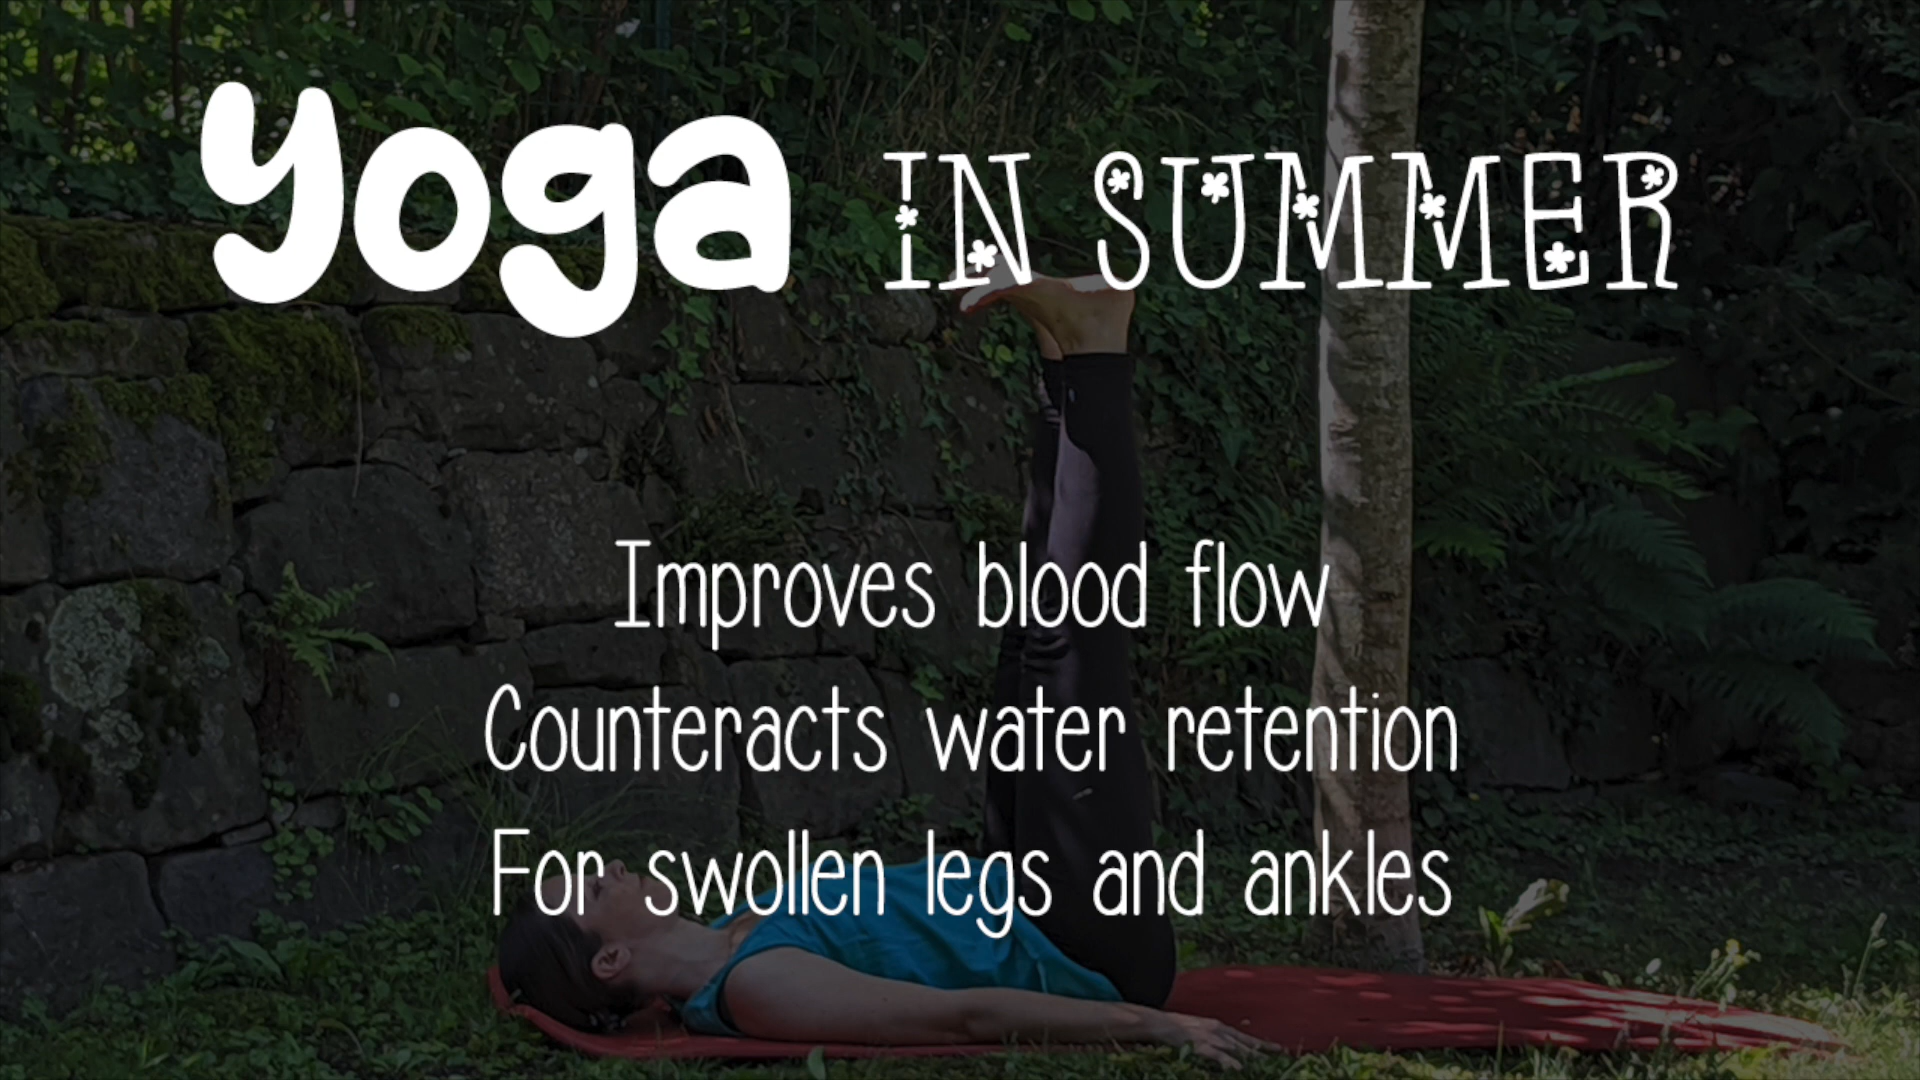 Yoga IN SUMMER
Improves blood flow
Counteracts water retention
For swollen legs and ankles